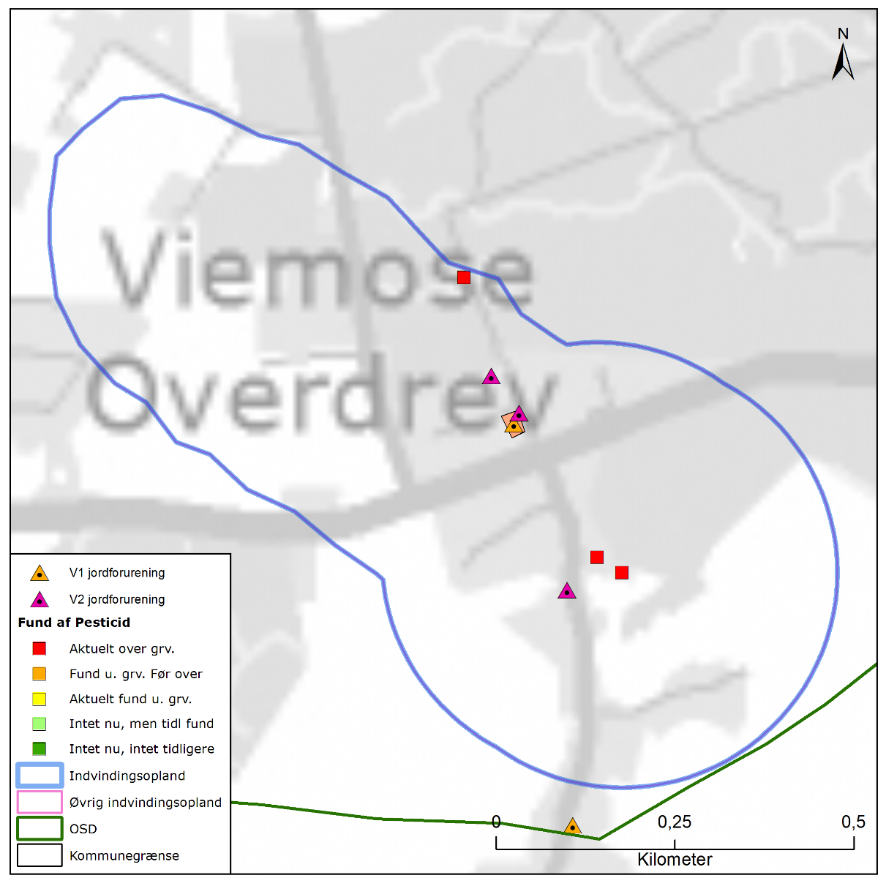 N
Viemose
Overdrev
V1 jordforurening
V2 jordforurening
Fund af Pesticid
Aktuelt over grv.
Fund u. grv. Før over
Aktuelt fund u. grv.
Intet nu, men tidl fund
Intet nu, intet tidligere
Indvindingsopland
Øvrig indvindingsopland
OSD
Kommunegrænse
0 0,25 0,5
Kilometer